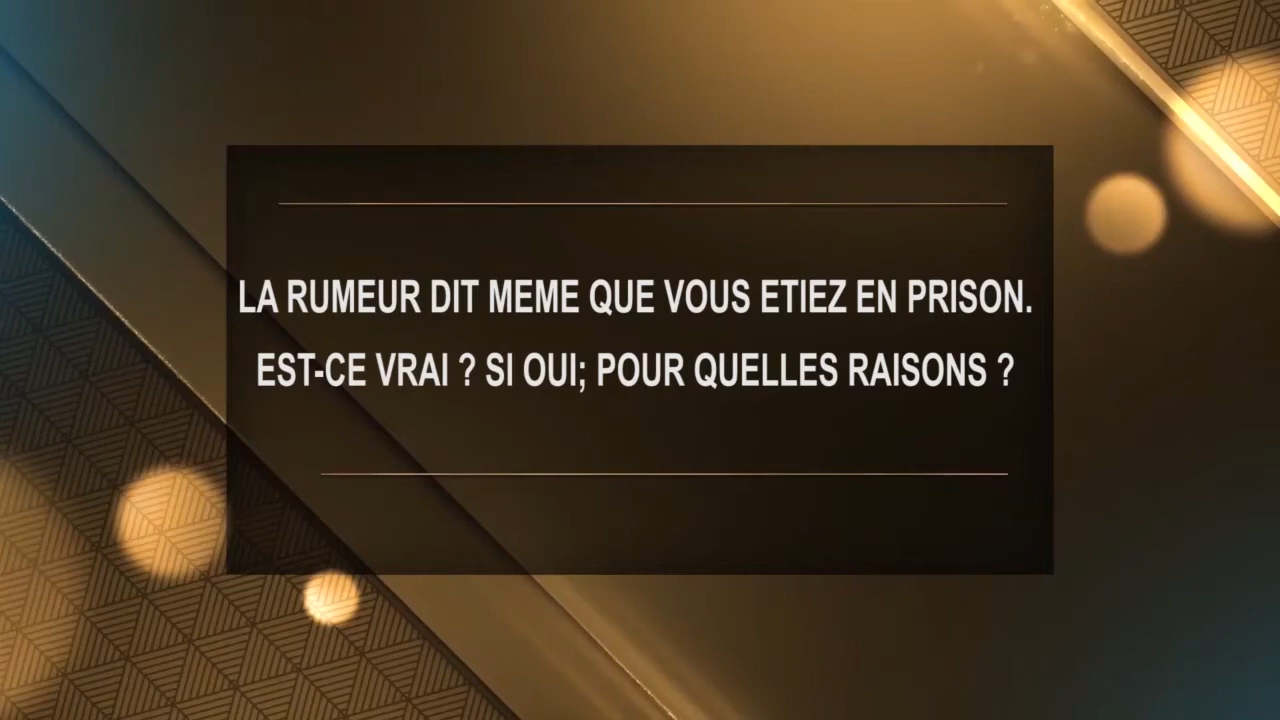 LA RUMEUR DIT MEME QUE VOUS ETIEZ EN PRISON.
EST-CE VRAI ? SI OUI; POUR QUELLES RAISONS ?